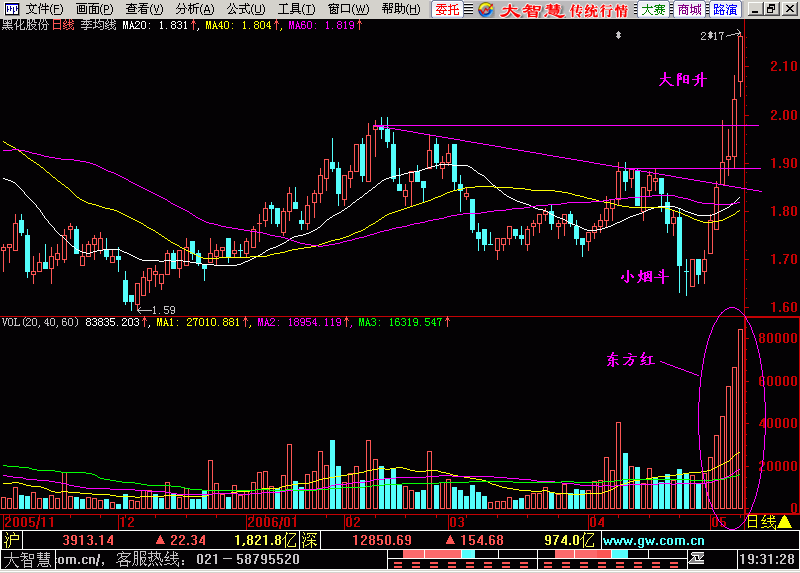 文件(F) 画面(P) 查看(V) 分析(A) 公式(U) 工具(T) 窗口(W) 帮助(H) 委托 大智慧 传统行情 大赛 商城 路演
黑化股份 日线 季均线 MA20: 1.831↑, MA40: 1.804↑, MA80: 1.819↑
2.17
2.10
大阳升
2.00
1.90
1.80
1.70
小烟斗
1.60
1.59
VOL(20,40,60) 83835.203↑, MA1: 27010.881↑, MA2: 18954.119↑, MA3: 16319.547↑
80000
东方红
60000
40000
20000
0
2005/11 12 2006/01 02 03 04 05 日线
沪 3913.14 ▲ 22.34 1,821.8亿 深 12850.69 ▲ 154.68 974.0亿 www.gw.com.cn
大智慧 om.cn/, 客服热线: 021-58795520 19:31:28